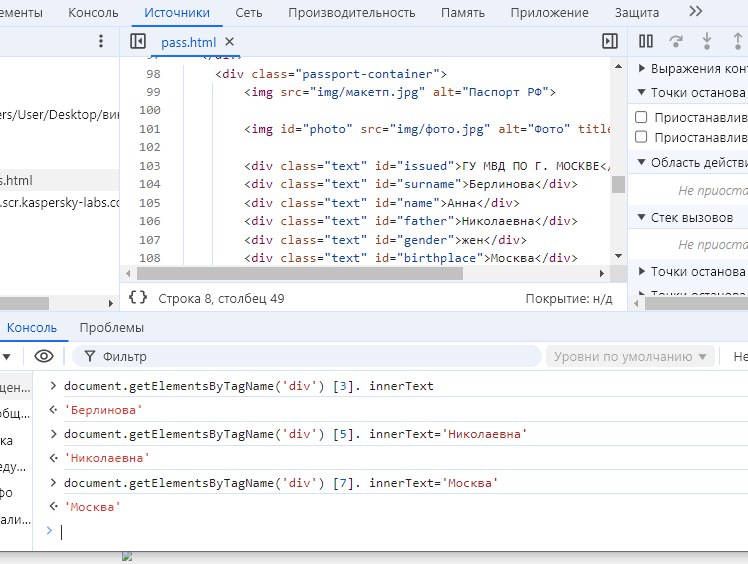 ементы Консоль Источники Сеть Производительность Память Приложение Защита
pass.html
98 <div class="passport-container">
99 <img src="img/макетп.jpg" alt="Паспорт РФ">
100
101 <img id="photo" src="img/фото.jpg" alt="Фото" title
102
103 <div class="text" id="issued">ГУ МВД ПО Г. МОСКВЕ</
104 <div class="text" id="surname">Берлинова</div>
105 <div class="text" id="name">Анна</div>
106 <div class="text" id="father">Николаевна</div>
107 <div class="text" id="gender">жен</div>
108 <div class="text" id="birthplace">Москва</div>
ers/User/Desktop/вик
s.html
.scr.kaspersky-labs.co
Выражения конт
Точки останова
Приостанавлив
Приостанавлив
Область действи
Не приоста
Стек вызовов
Не приоста
Точки останова
Точки останова
{} Строка 8, столбец 49 Покрытие: н/д
Консоль Проблемы
Фильтр Уровни по умолчанию Не
щен...
общ...
ка
еду...
фо
тали...
> document.getElementsByTagName('div') [3]. innerText
'Берлинова'
> document.getElementsByTagName('div') [5]. innerText='Николаевна'
'Николаевна'
> document.getElementsByTagName('div') [7]. innerText='Москва'
'Москва'
>